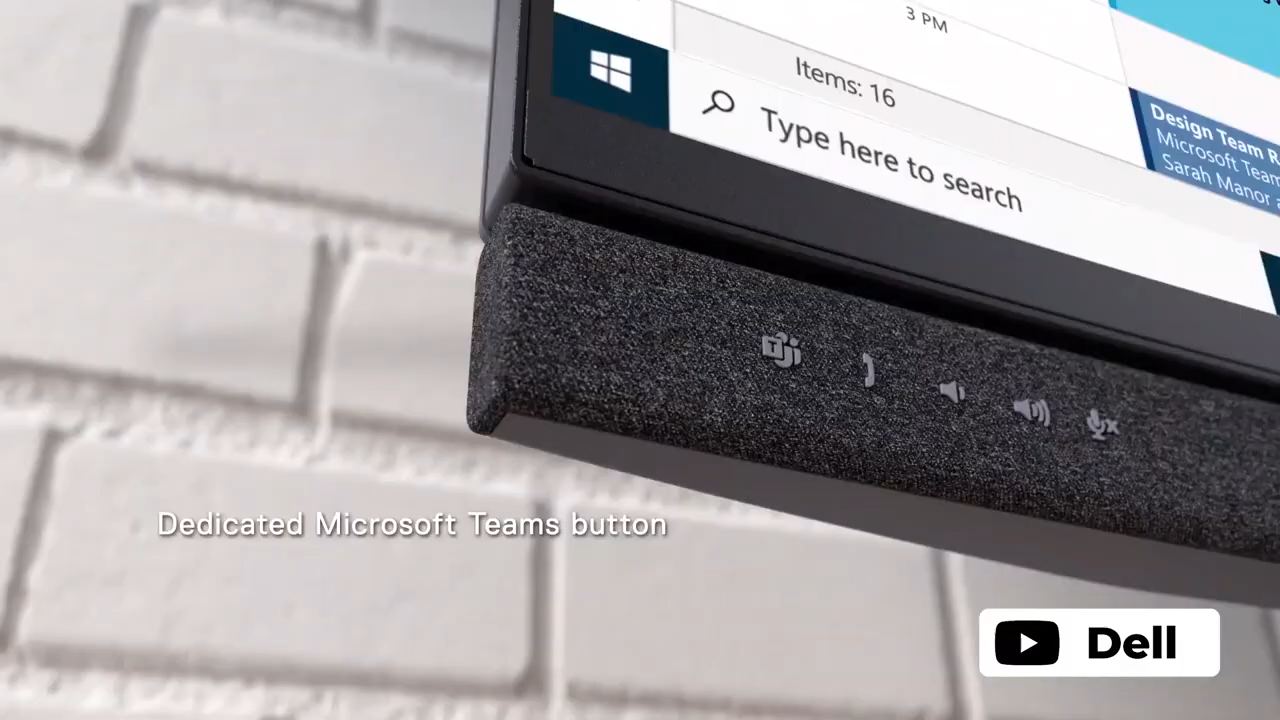 3 PM
Items: 16
Type here to search
Design Team R
Microsoft Team
Sarah Manor a
T
Dedicated Microsoft Teams button
Dell